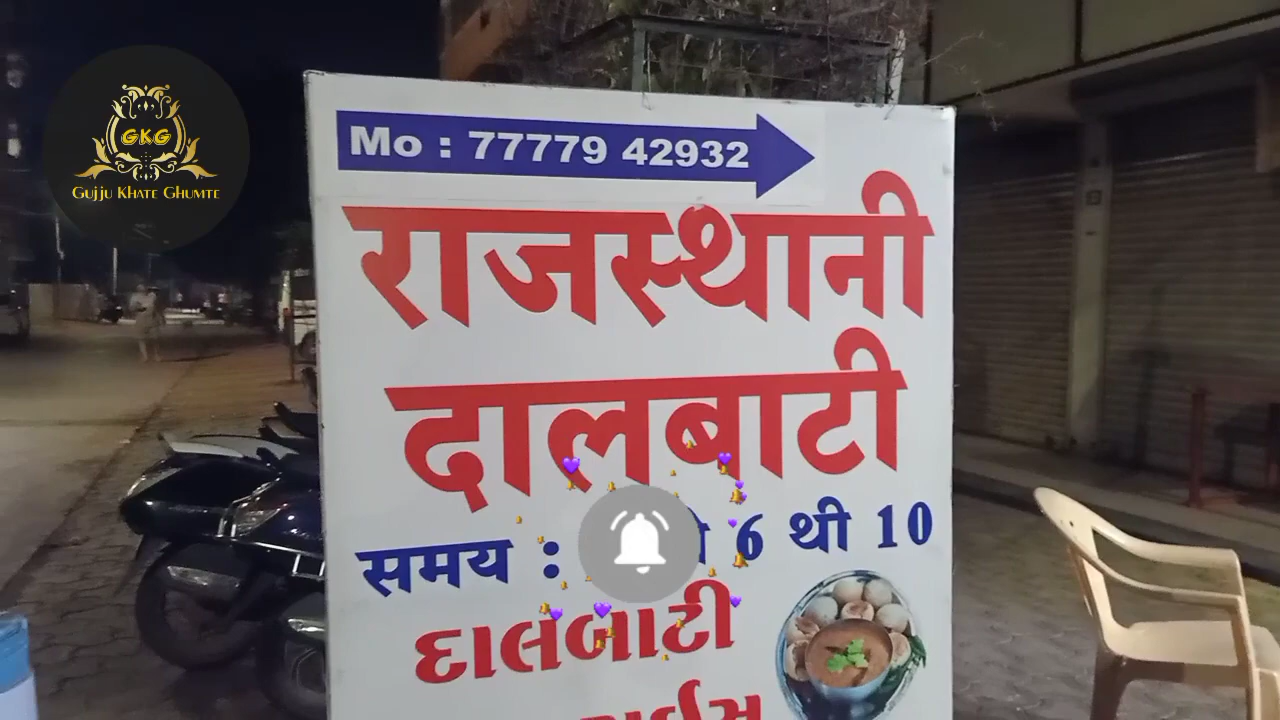 GKG
GUJJU KHATE GHUMTE
Mo : 77779 42932
राजस्थानी
दालबाटी
समय : 6 थी 10
દાલબાટી